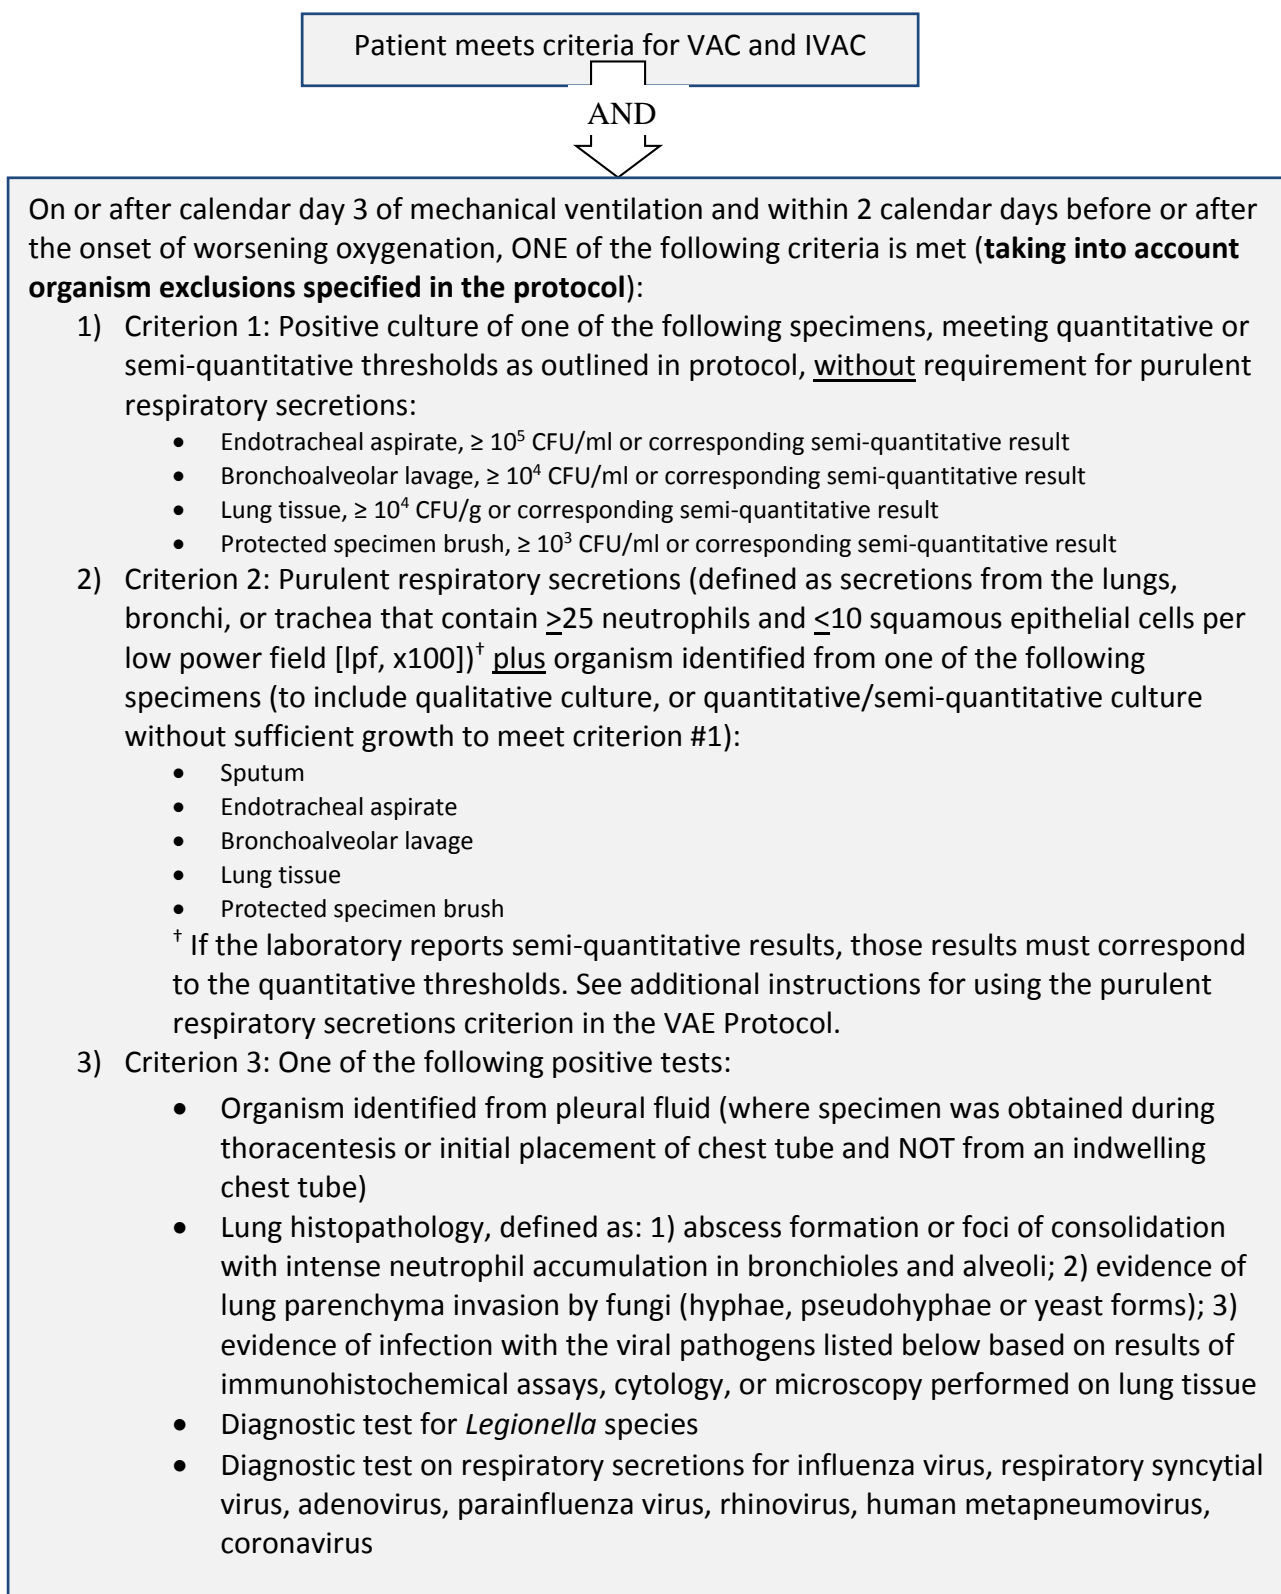 Patient meets criteria for VAC and IVAC
AND
On or after calendar day 3 of mechanical ventilation and within 2 calendar days before or after
the onset of worsening oxygenation, ONE of the following criteria is met (taking into account
organism exclusions specified in the protocol):
1) Criterion 1: Positive culture of one of the following specimens, meeting quantitative or
semi-quantitative thresholds as outlined in protocol, without requirement for purulent
respiratory secretions:
• Endotracheal aspirate, ≥ 10⁵ CFU/ml or corresponding semi-quantitative result
• Bronchoalveolar lavage, ≥ 10⁴ CFU/ml or corresponding semi-quantitative result
• Lung tissue, ≥ 10⁴ CFU/g or corresponding semi-quantitative result
• Protected specimen brush, ≥ 10³ CFU/ml or corresponding semi-quantitative result
2) Criterion 2: Purulent respiratory secretions (defined as secretions from the lungs,
bronchi, or trachea that contain ≥25 neutrophils and ≤10 squamous epithelial cells per
low power field [lpf, x100])† plus organism identified from one of the following
specimens (to include qualitative culture, or quantitative/semi-quantitative culture
without sufficient growth to meet criterion #1):
• Sputum
• Endotracheal aspirate
• Bronchoalveolar lavage
• Lung tissue
• Protected specimen brush
† If the laboratory reports semi-quantitative results, those results must correspond
to the quantitative thresholds. See additional instructions for using the purulent
respiratory secretions criterion in the VAE Protocol.
3) Criterion 3: One of the following positive tests:
• Organism identified from pleural fluid (where specimen was obtained during
thoracentesis or initial placement of chest tube and NOT from an indwelling
chest tube)
• Lung histopathology, defined as: 1) abscess formation or foci of consolidation
with intense neutrophil accumulation in bronchioles and alveoli; 2) evidence of
lung parenchyma invasion by fungi (hyphae, pseudohyphae or yeast forms); 3)
evidence of infection with the viral pathogens listed below based on results of
immunohistochemical assays, cytology, or microscopy performed on lung tissue
• Diagnostic test for Legionella species
• Diagnostic test on respiratory secretions for influenza virus, respiratory syncytial
virus, adenovirus, parainfluenza virus, rhinovirus, human metapneumovirus,
coronavirus